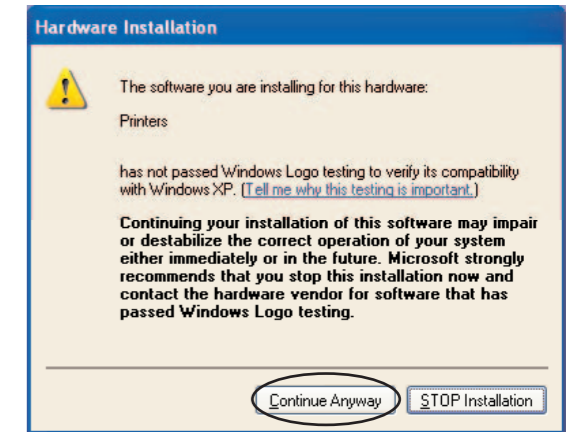 Hardware Installation
The software you are installing for this hardware:
Printers
has not passed Windows Logo testing to verify its compatibility
with Windows XP. (Tell me why this testing is important.)
Continuing your installation of this software may impair
or destabilize the correct operation of your system
either immediately or in the future. Microsoft strongly
recommends that you stop this installation now and
contact the hardware vendor for software that has
passed Windows Logo testing.
Continue Anyway
STOP Installation